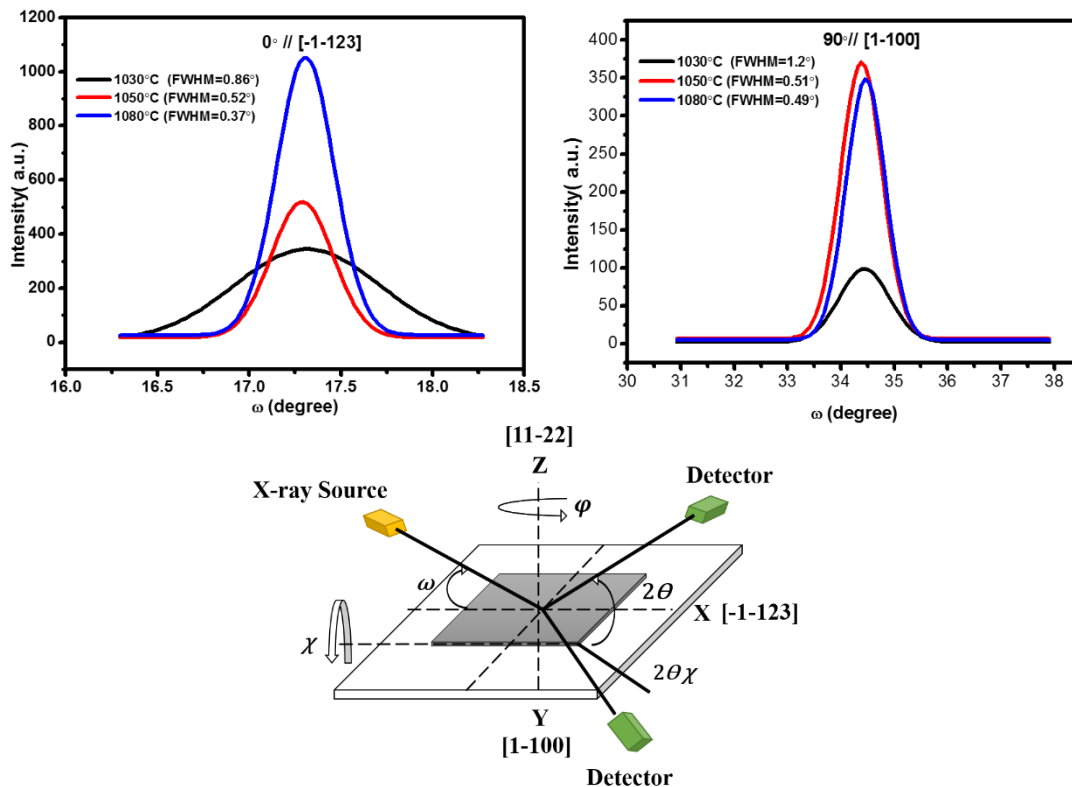 0° // [-1-123]
1030°C (FWHM=0.86°)
1050°C (FWHM=0.52°)
1080°C (FWHM=0.37°)
Intensity( a.u.)
1200
1000
800
600
400
200
0
16.0 16.5 17.0 17.5 18.0 18.5
ω (degree)
90°// [1-100]
1030°C (FWHM=1.2°)
1050°C (FWHM=0.51°)
1080°C (FWHM=0.49°)
Intensity( a.u.)
400
350
300
250
200
150
100
50
0
30 31 32 33 34 35 36 37 38
ω (degree)
[11-22]
Z
X-ray Source
Detector
φ
ω
2θ
X [-1-123]
χ
2θχ
Y
[1-100]
Detector